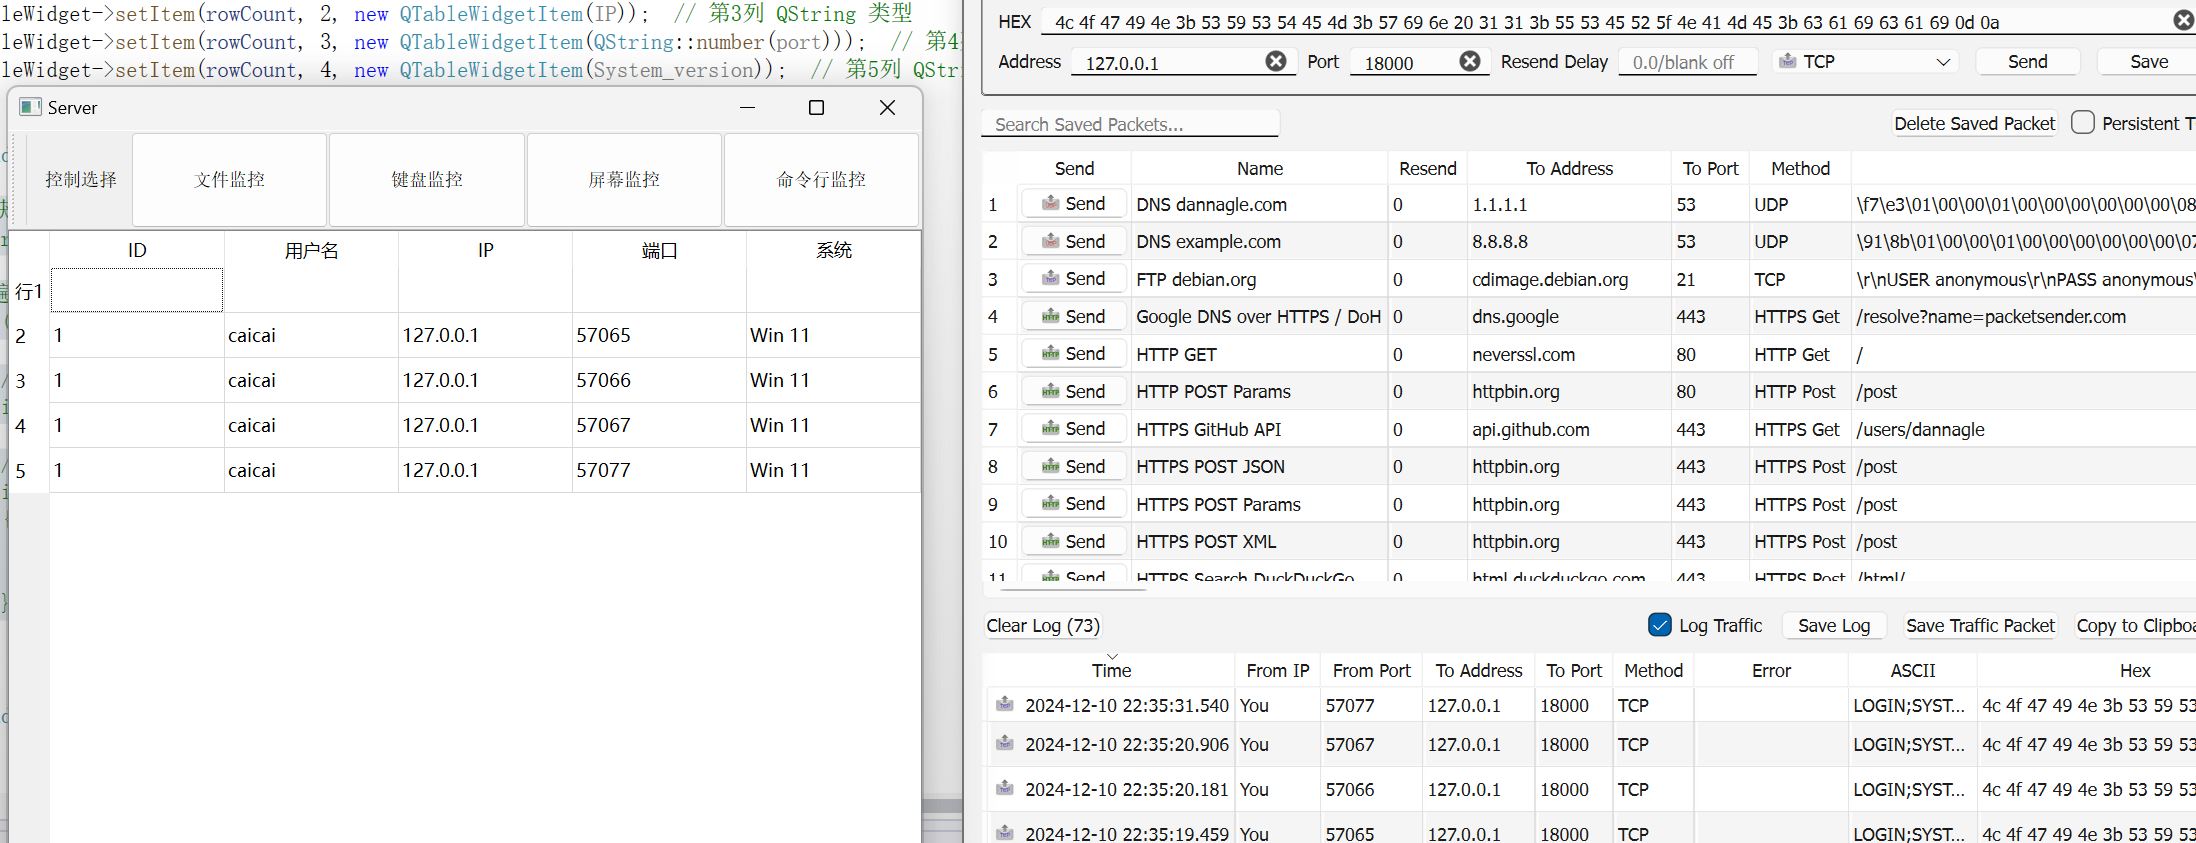 leWidget->setItem(rowCount, 2, new QTableWidgetItem(IP));  // 第3列 QString 类型
leWidget->setItem(rowCount, 3, new QTableWidgetItem(QString::number(port)));  // 第4
leWidget->setItem(rowCount, 4, new QTableWidgetItem(System_version));  // 第5列 QStr
Server
控制选择 文件监控 键盘监控 屏幕监控 命令行监控
ID 用户名 IP 端口 系统
行1
2 1 caicai 127.0.0.1 57065 Win 11
3 1 caicai 127.0.0.1 57066 Win 11
4 1 caicai 127.0.0.1 57067 Win 11
5 1 caicai 127.0.0.1 57077 Win 11
HEX 4c 4f 47 49 4e 3b 53 59 53 54 45 4d 3b 57 69 6e 20 31 31 3b 55 53 45 52 5f 4e 41 4d 45 3b 63 61 69 63 61 69 0d 0a
Address 127.0.0.1 Port 18000 Resend Delay 0.0/blank off TCP Send Save
Search Saved Packets... Delete Saved Packet Persistent T
Send Name Resend To Address To Port Method
1 Send DNS dannagle.com 0 1.1.1.1 53 UDP \f7\e3\01\00\00\01\00\00\00\00\00\00\08
2 Send DNS example.com 0 8.8.8.8 53 UDP \91\8b\01\00\00\01\00\00\00\00\00\00\07
3 Send FTP debian.org 0 cdimage.debian.org 21 TCP \r\nUSER anonymous\r\nPASS anonymous\
4 Send Google DNS over HTTPS / DoH 0 dns.google 443 HTTPS Get /resolve?name=packetsender.com
5 Send HTTP GET 0 neverssl.com 80 HTTP Get /
6 Send HTTP POST Params 0 httpbin.org 80 HTTP Post /post
7 Send HTTPS GitHub API 0 api.github.com 443 HTTPS Get /users/dannagle
8 Send HTTPS POST JSON 0 httpbin.org 443 HTTPS Post /post
9 Send HTTPS POST Params 0 httpbin.org 443 HTTPS Post /post
10 Send HTTPS POST XML 0 httpbin.org 443 HTTPS Post /post
11 Send HTTPS Search DuckDuckGo 0 html.duckduckgo.com 443 HTTPS Post /html/
Clear Log (73) Log Traffic Save Log Save Traffic Packet Copy to Clipboa
Time From IP From Port To Address To Port Method Error ASCII Hex
2024-12-10 22:35:31.540 You 57077 127.0.0.1 18000 TCP LOGIN;SYST... 4c 4f 47 49 4e 3b 53 59 53
2024-12-10 22:35:20.906 You 57067 127.0.0.1 18000 TCP LOGIN;SYST... 4c 4f 47 49 4e 3b 53 59 53
2024-12-10 22:35:20.181 You 57066 127.0.0.1 18000 TCP LOGIN;SYST... 4c 4f 47 49 4e 3b 53 59 53
2024-12-10 22:35:19.459 You 57065 127.0.0.1 18000 TCP LOGIN;SYST... 4c 4f 47 49 4e 3b 53 59 53